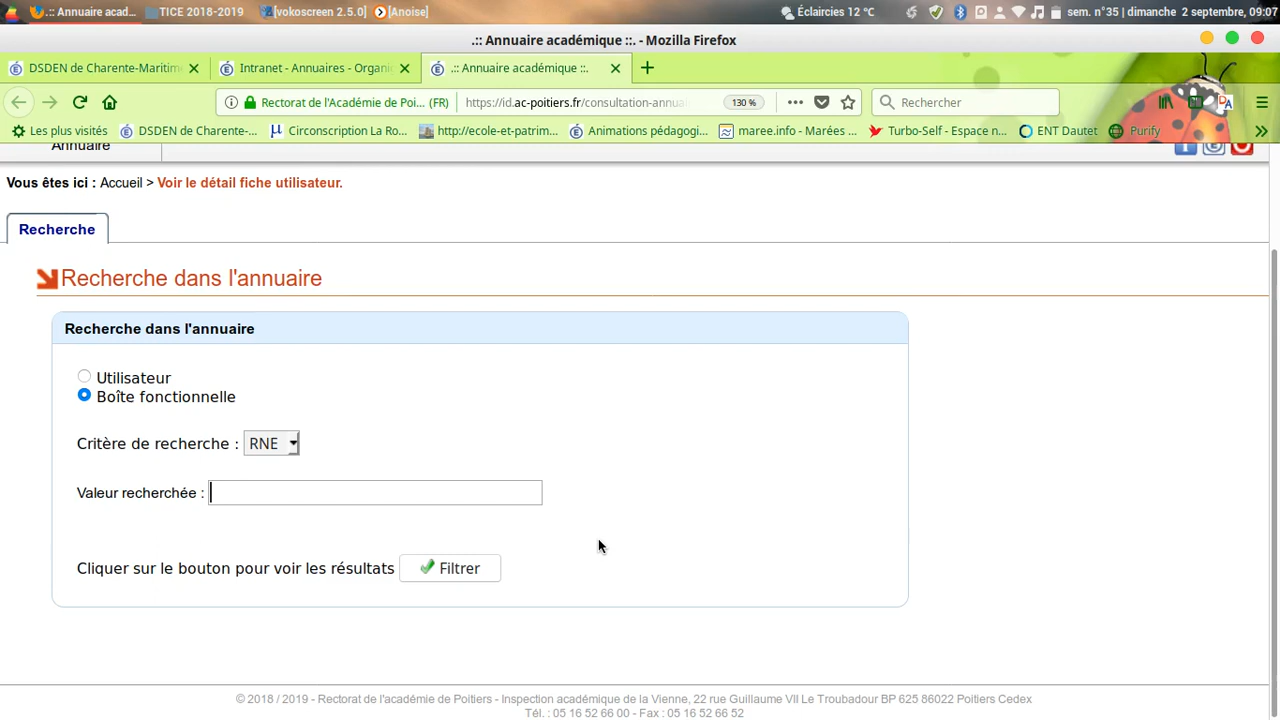 .:: Annuaire acad...
TICE 2018-2019
[vokoscreen 2.5.0]
[Anoise]
Éclaircies 12 °C
sem. n°35 | dimanche 2 septembre, 09:07
.:: Annuaire académique ::. - Mozilla Firefox
DSDEN de Charente-Maritim
Intranet - Annuaires - Organi
.:: Annuaire académique ::.
Rectorat de l'Académie de Poi... (FR)
https://id.ac-poitiers.fr/consultation-annua
130 %
Rechercher
Les plus visités
DSDEN de Charente-...
Circonscription La Ro...
http://ecole-et-patrim...
Animations pédagogi...
maree.info - Marées ...
Turbo-Self - Espace n...
ENT Dautet
Purify
Annuaire
Vous êtes ici : Accueil > Voir le détail fiche utilisateur.
Recherche
Recherche dans l'annuaire
Recherche dans l'annuaire
Utilisateur
Boîte fonctionnelle
Critère de recherche : RNE
Valeur recherchée :
Cliquer sur le bouton pour voir les résultats Filtrer
© 2018 / 2019 - Rectorat de l'académie de Poitiers - Inspection académique de la Vienne, 22 rue Guillaume VII Le Troubadour BP 625 86022 Poitiers Cedex
Tél. : 05 16 52 66 00 - Fax : 05 16 52 66 52